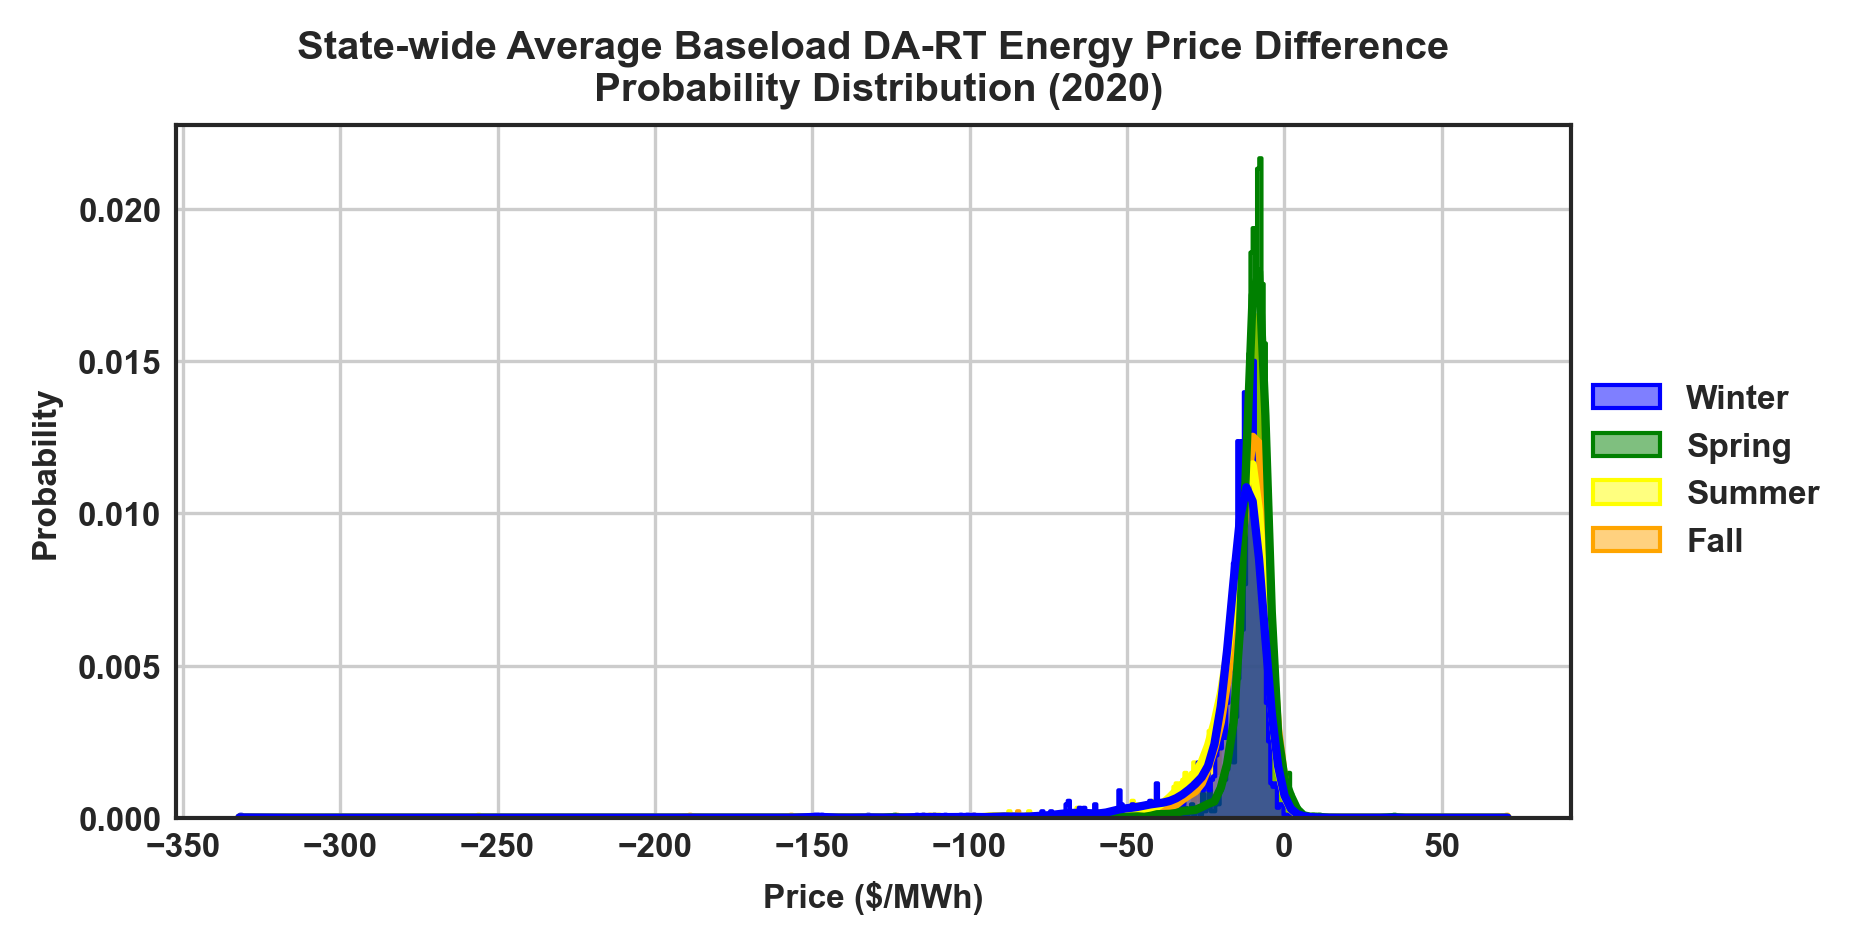 State-wide Average Baseload DA-RT Energy Price Difference
Probability Distribution (2020)
Probability
0.020
0.015
0.010
0.005
0.000
−350 −300 −250 −200 −150 −100 −50 0 50
Price ($/MWh)
Winter
Spring
Summer
Fall